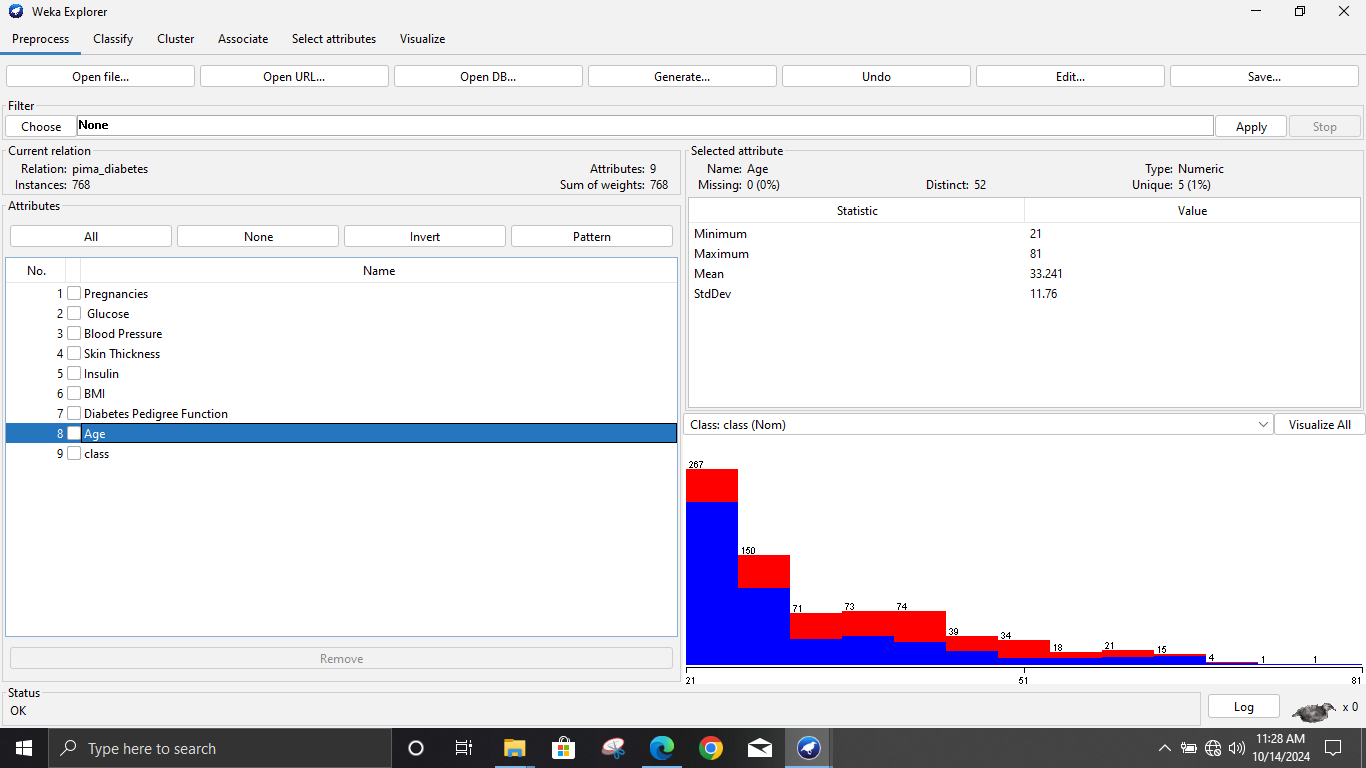 Weka Explorer
Preprocess Classify Cluster Associate Select attributes Visualize
Open file... Open URL... Open DB... Generate... Undo Edit... Save...
Filter
Choose None Apply Stop
Current relation
Relation: pima_diabetes Attributes: 9
Instances: 768 Sum of weights: 768
Attributes
All None Invert Pattern
No. Name
1 Pregnancies
2 Glucose
3 Blood Pressure
4 Skin Thickness
5 Insulin
6 BMI
7 Diabetes Pedigree Function
8 Age
9 class
Remove
Selected attribute
Name: Age Type: Numeric
Missing: 0 (0%) Distinct: 52 Unique: 5 (1%)
Statistic Value
Minimum 21
Maximum 81
Mean 33.241
StdDev 11.76
Class: class (Nom) Visualize All
267
150
71 73 74
39 34
18 21 15
4 1 1
21 51 81
Status
OK
Log x 0
Type here to search
11:28 AM
10/14/2024